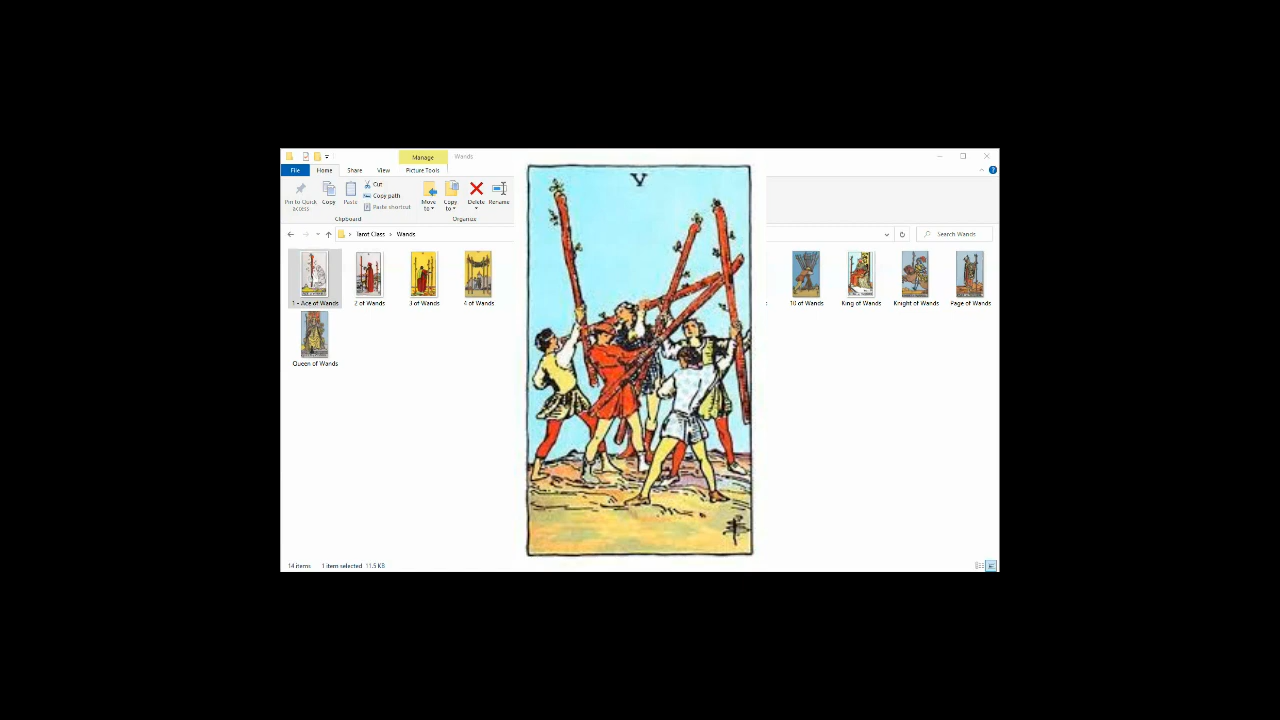 Manage Wands
File Home Share View Picture Tools
Pin to Quick access
Copy
Paste
Cut
Copy path
Paste shortcut
Move to
Copy to
Delete
Rename
Clipboard
Organize
Tarot Class > Wands
Search Wands
V
1 - Ace of Wands
2 of Wands
3 of Wands
4 of Wands
10 of Wands
King of Wands
Knight of Wands
Page of Wands
Queen of Wands
14 items 1 item selected 11.5 KB